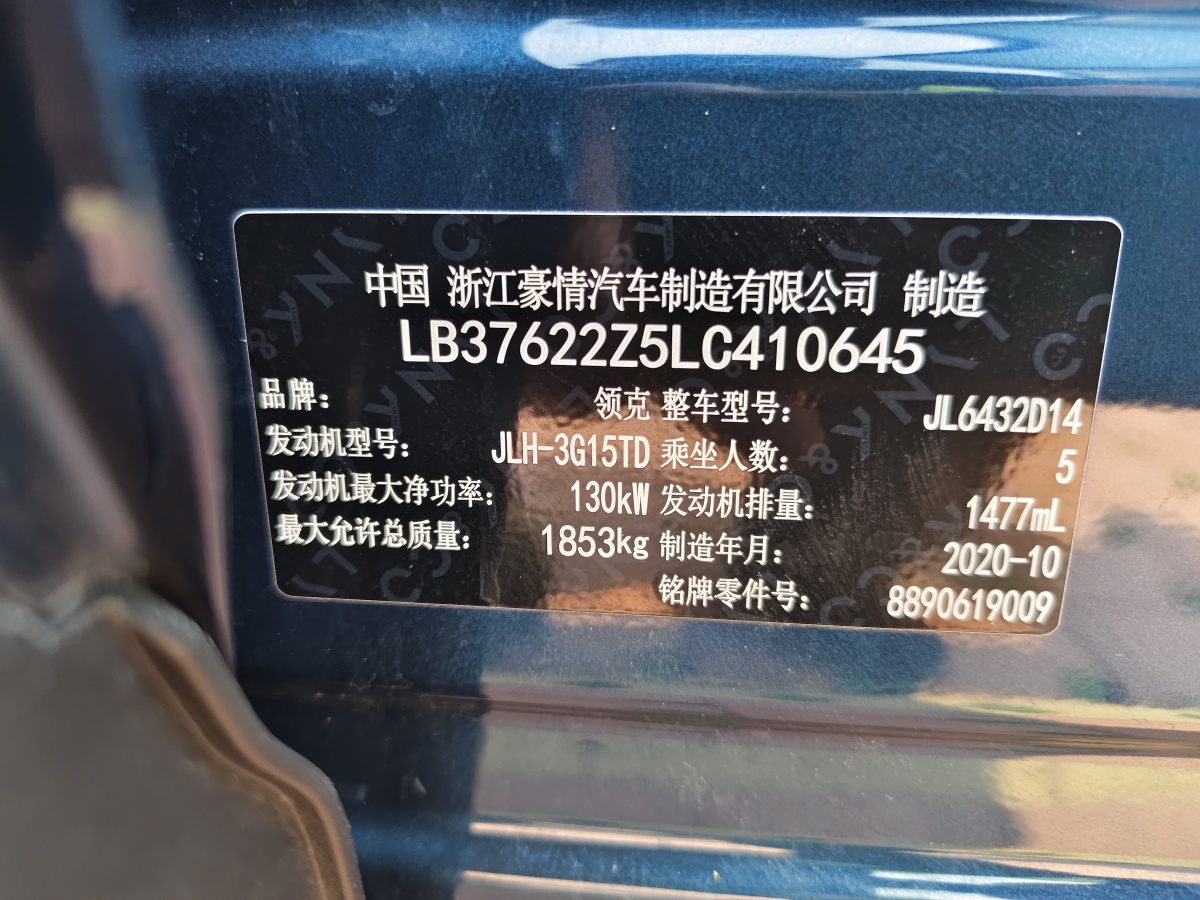 中国 浙江豪情汽车制造有限公司 制造
LB37622Z5LC410645
品牌： 领克 整车型号： JL6432D14
发动机型号： JLH-3G15TD 乘坐人数： 5
发动机最大净功率： 130kW 发动机排量： 1477mL
最大允许总质量： 1853kg 制造年月： 2020-10
铭牌零件号： 8890619009